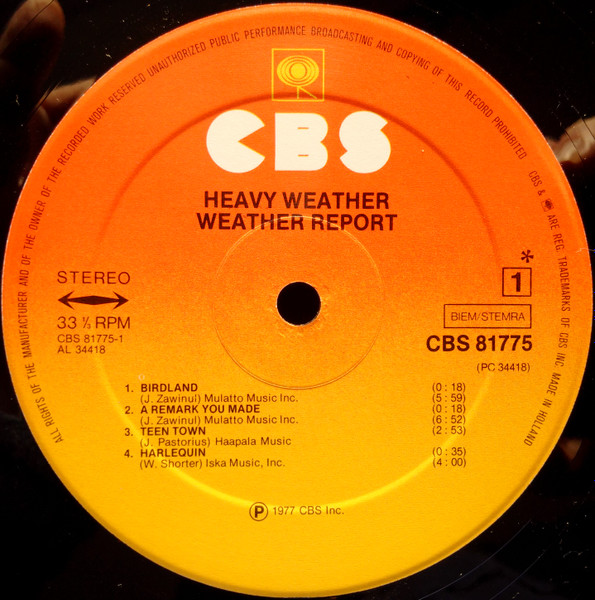 ALL RIGHTS OF THE MANUFACTURER AND OF THE OWNER OF THE RECORDED WORK RESERVED UNAUTHORIZED PUBLIC PERFORMANCE BROADCASTING AND COPYING OF THIS RECORD PROHIBITED CBS & ARE REG. TRADEMARKS OF CBS INC. MADE IN HOLLAND
CBS
HEAVY WEATHER
WEATHER REPORT
STEREO
33 ⅓ RPM
CBS 81775-1
AL 34418
*
1
BIEM/STEMRA
CBS 81775
(PC 34418)
1. BIRDLAND (0:18)
(J. Zawinul) Mulatto Music Inc. (5:59)
2. A REMARK YOU MADE (0:18)
(J. Zawinul) Mulatto Music Inc. (6:52)
3. TEEN TOWN (2:53)
(J. Pastorius) Haapala Music
4. HARLEQUIN (0:35)
(W. Shorter) Iska Music, Inc. (4:00)
Ⓟ 1977 CBS Inc.